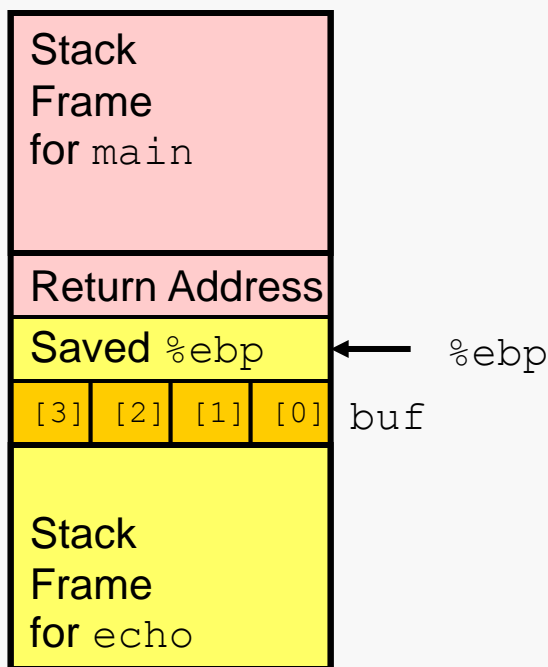 Stack
Frame
for main
Return Address
Saved %ebp
%ebp
[3] [2] [1] [0] buf
Stack
Frame
for echo